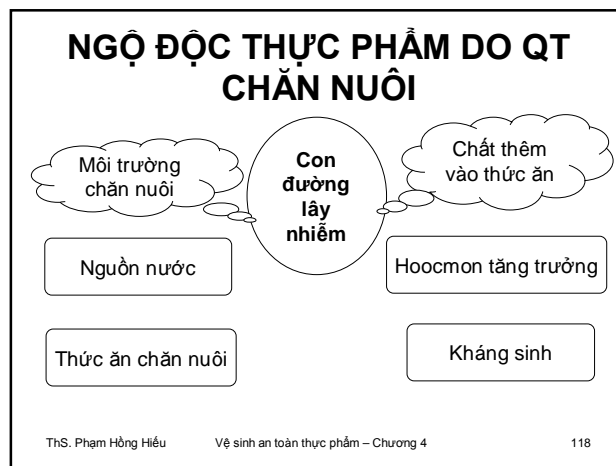 NGỘ ĐỘC THỰC PHẨM DO QT
CHĂN NUÔI
Môi trường
chăn nuôi
Con
đường
lây
nhiễm
Chất thêm
vào thức ăn
Nguồn nước
Hoocmon tăng trưởng
Thức ăn chăn nuôi
Kháng sinh
ThS. Phạm Hồng Hiếu Vệ sinh an toàn thực phẩm – Chương 4 118